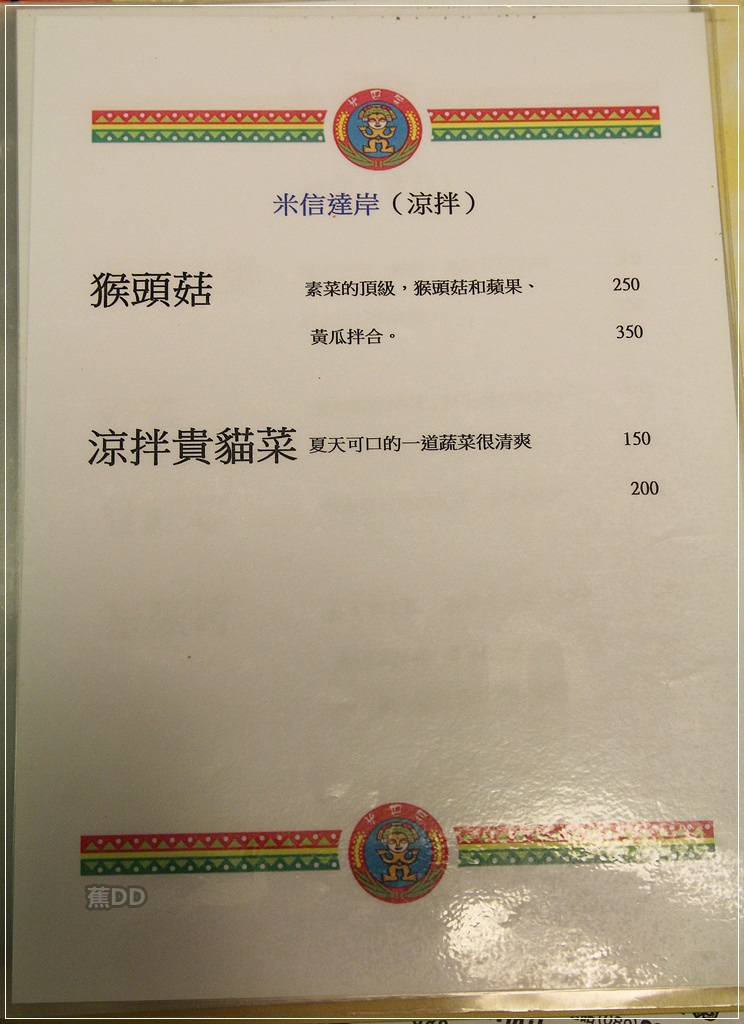 米信達岸（涼拌）
猴頭菇 素菜的頂級，猴頭菇和蘋果、 250
黃瓜拌合。 350
涼拌貴貓菜 夏天可口的一道蔬菜很清爽 150
200
蕉DD